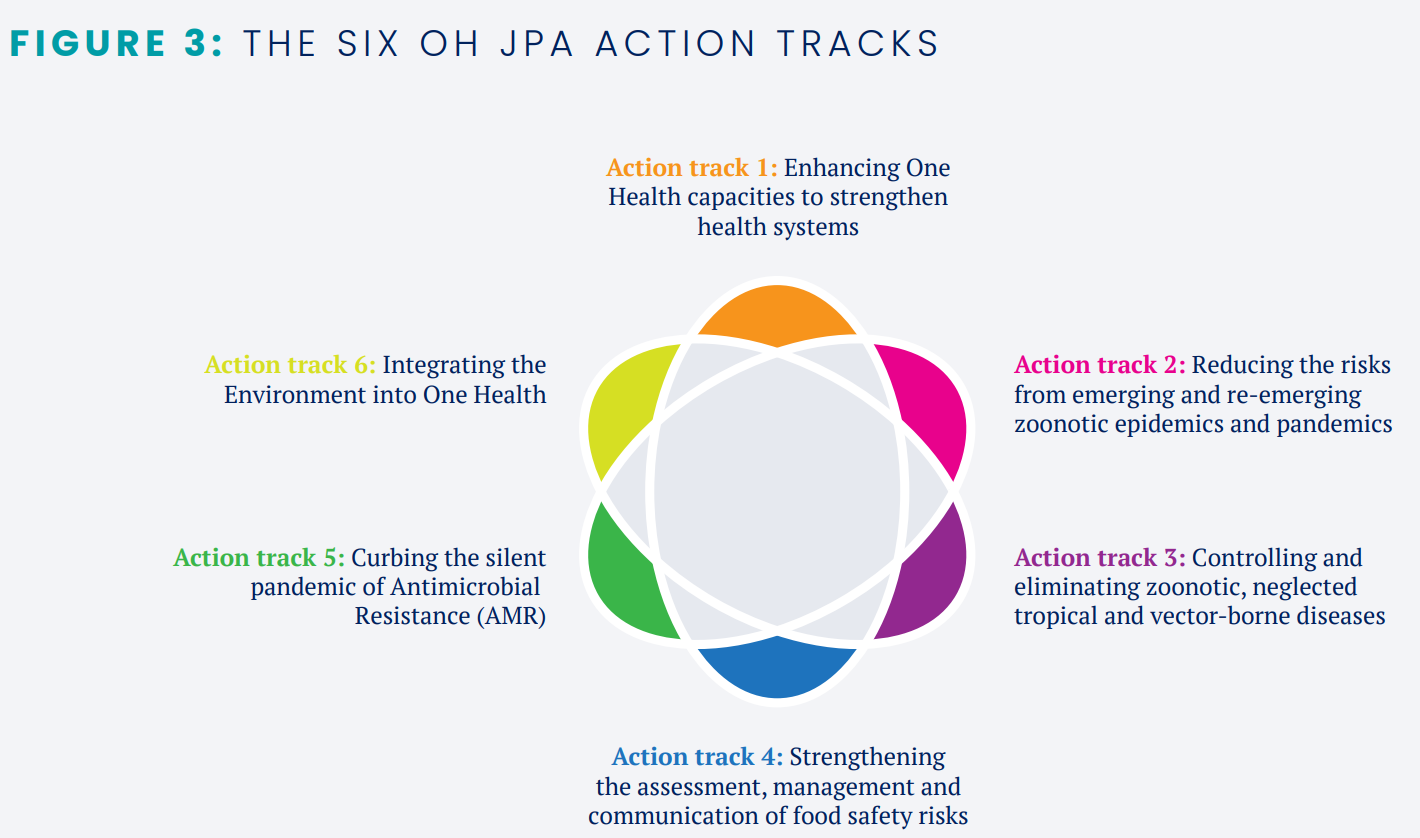 FIGURE 3: THE SIX OH JPA ACTION TRACKS
Action track 1: Enhancing One
Health capacities to strengthen
health systems
Action track 2: Reducing the risks
from emerging and re-emerging
zoonotic epidemics and pandemics
Action track 3: Controlling and
eliminating zoonotic, neglected
tropical and vector-borne diseases
Action track 4: Strengthening
the assessment, management and
communication of food safety risks
Action track 5: Curbing the silent
pandemic of Antimicrobial
Resistance (AMR)
Action track 6: Integrating the
Environment into One Health